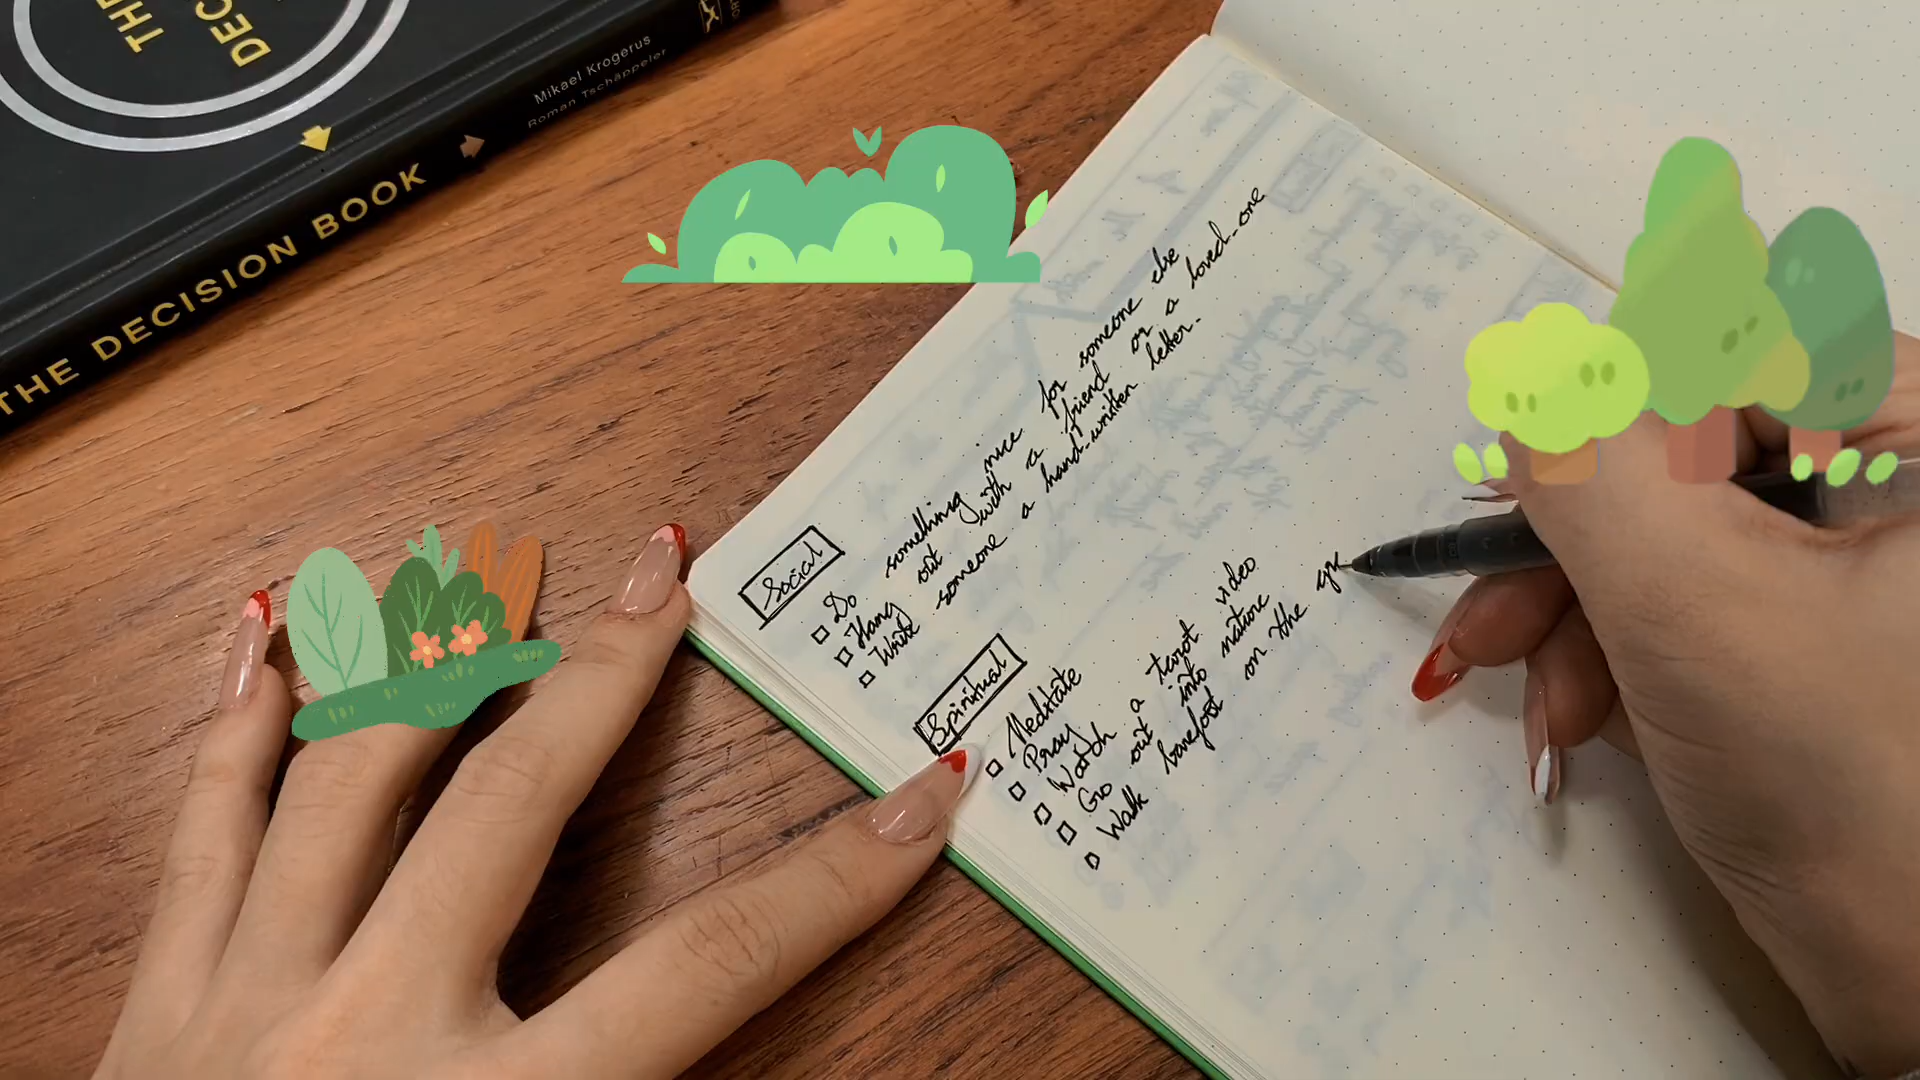 THE
DEC
Mikael Krogerus
Roman Tschäppeler
THE DECISION BOOK
Social
Do something nice for someone else
Hang out with a friend or a loved-one
Write someone a hand-written letter.
Spiritual
Meditate
Pray
Watch a tarot video
Go out into nature
Walk barefoot on the